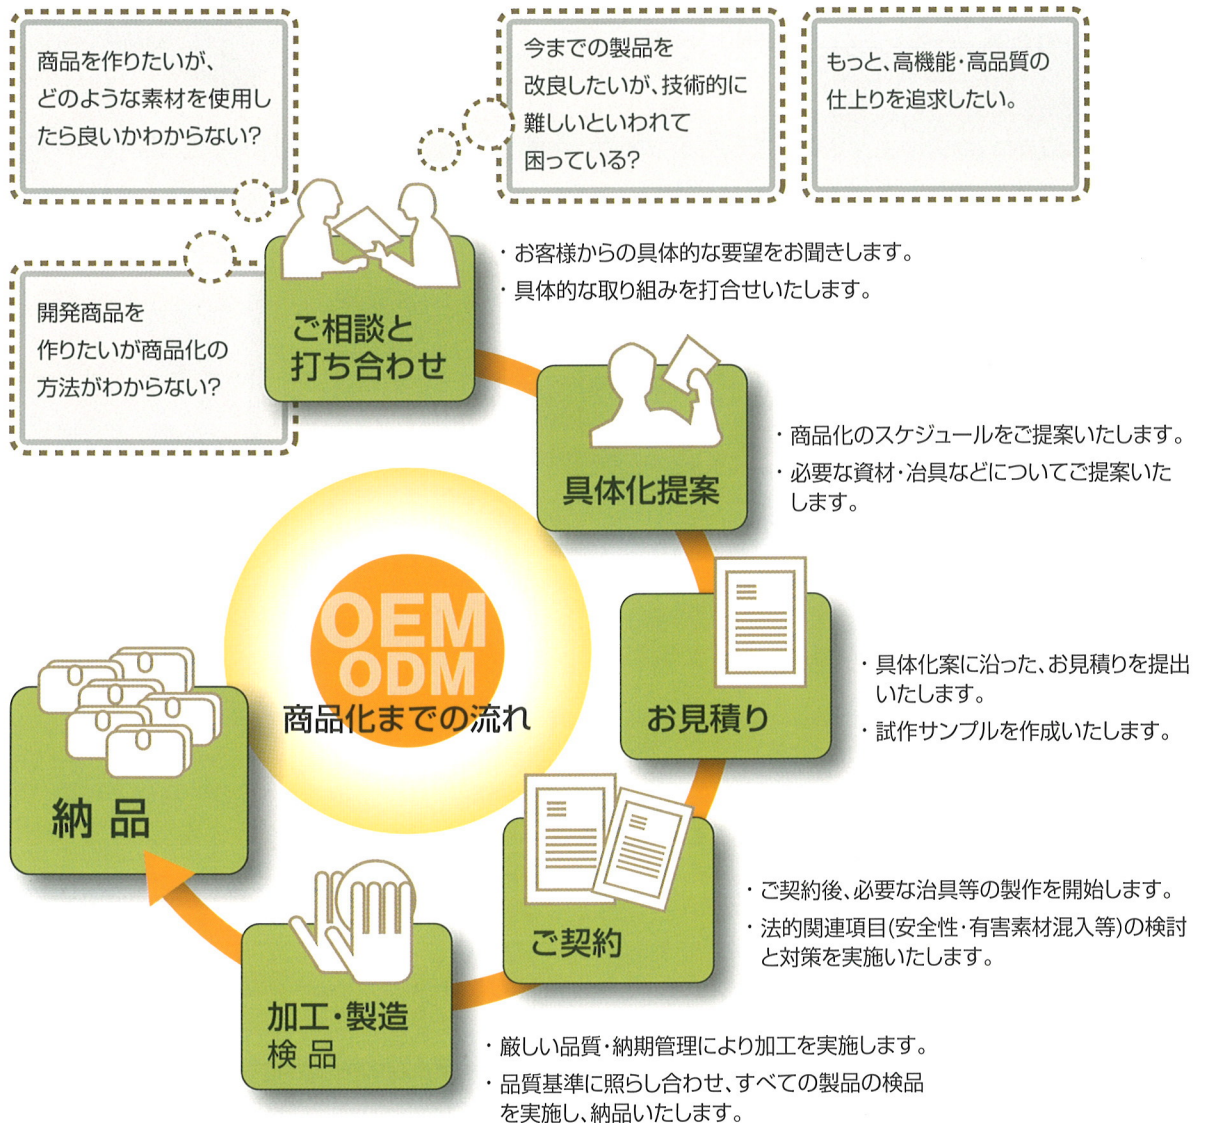 商品を作りたいが、
どのような素材を使用し
たら良いかわからない?
今までの製品を
改良したいが、技術的に
難しいといわれて
困っている?
もっと、高機能・高品質の
仕上りを追求したい。
開発商品を
作りたいが商品化の
方法がわからない?
ご相談と
打ち合わせ
・お客様からの具体的な要望をお聞きします。
・具体的な取り組みを打合せいたします。
具体化提案
・商品化のスケジュールをご提案いたします。
・必要な資材・冶具などについてご提案いた
します。
OEM
ODM
商品化までの流れ
お見積り
・具体化案に沿った、お見積りを提出
いたします。
・試作サンプルを作成いたします。
ご契約
・ご契約後、必要な治具等の製作を開始します。
・法的関連項目(安全性・有害素材混入等)の検討
と対策を実施いたします。
加工・製造
検品
・厳しい品質・納期管理により加工を実施します。
・品質基準に照らし合わせ、すべての製品の検品
を実施し、納品いたします。
納品